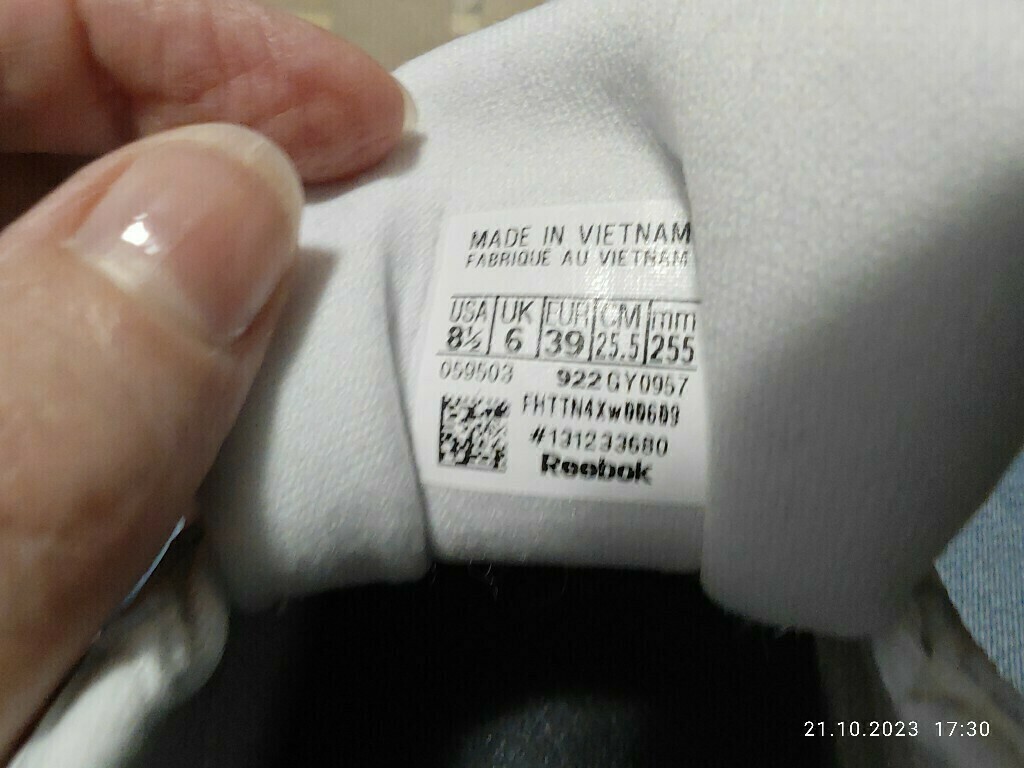 MADE IN VIETNAM
FABRIQUE AU VIETNAM
USA UK EUR CM mm
8½ 6 39 25.5 255
059503 922 GY0957
FHTTN4Xw00609
#131233680
Reebok
21.10.2023 17:30